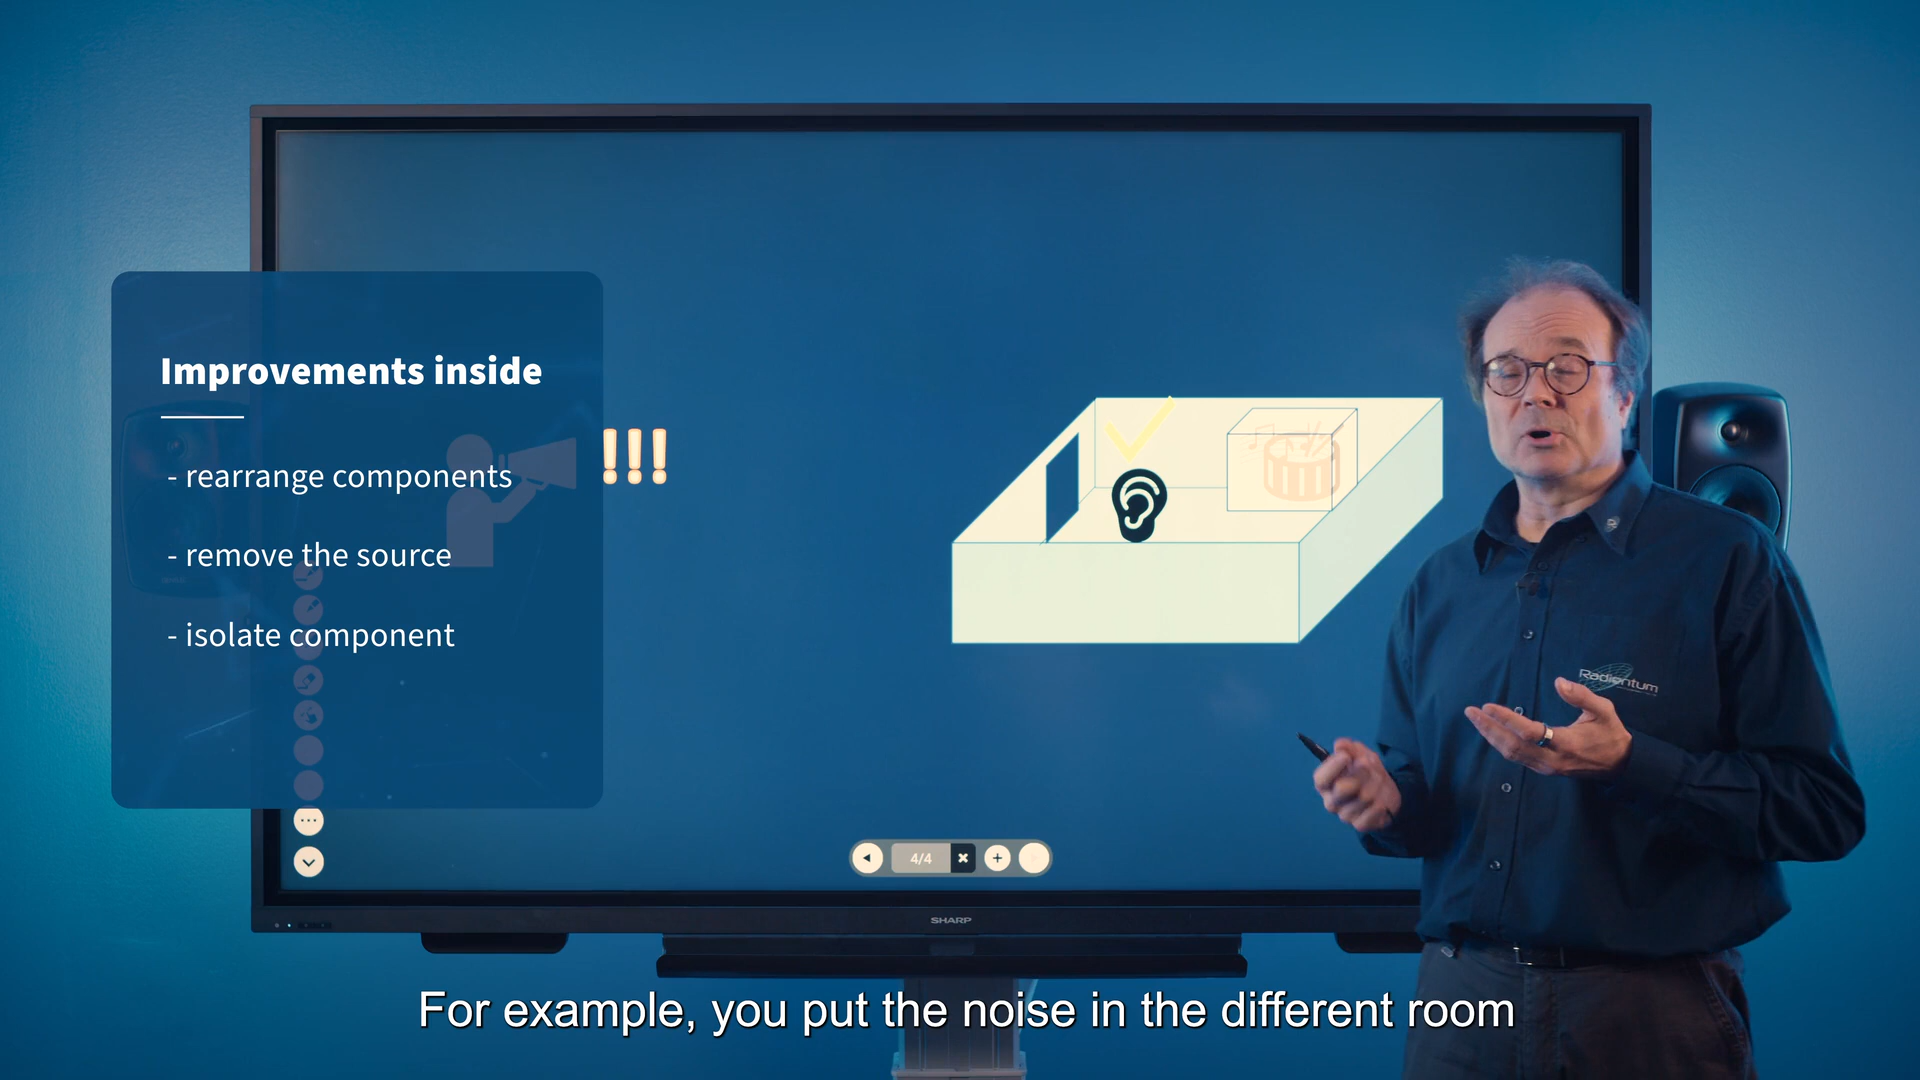 Improvements inside
- rearrange components
!!!
- remove the source
- isolate component
Radientum
4/4
SHARP
For example, you put the noise in the different room